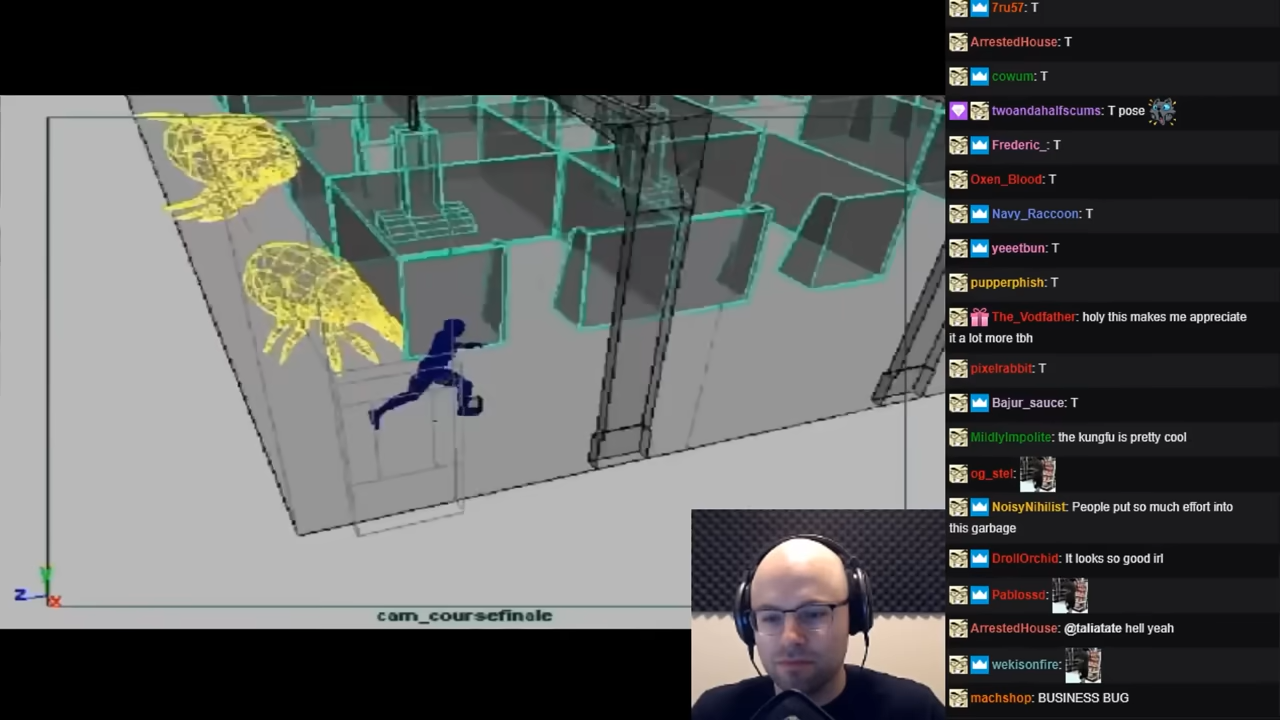 7ru57: T
ArrestedHouse: T
cowum: T
twoandahalfscums: T pose
Frederic_: T
Oxen_Blood: T
Navy_Raccoon: T
yeeetbun: T
pupperphish: T
The_Vodfather: holy this makes me appreciate
it a lot more tbh
pixelrabbit: T
Bajur_sauce: T
MildlyImpolite: the kungfu is pretty cool
og_stei:
NoisyNihilist: People put so much effort into
this garbage
DrollOrchid: It looks so good irl
Pablossd:
ArrestedHouse: @taliatate hell yeah
wekisonfire:
machshop: BUSINESS BUG
Y
Z
X
cam_coursefinale